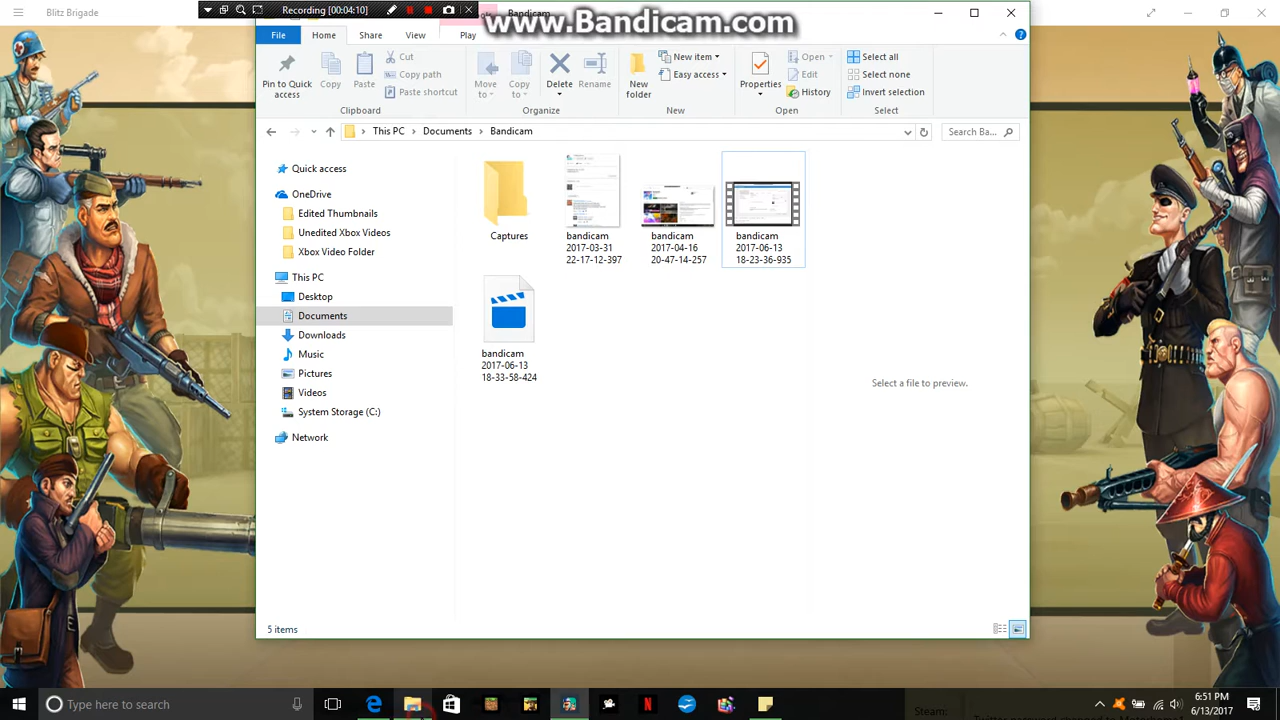 Blitz Brigade
Recording [00:04:10]
Bandicam
www.Bandicam.com
File
Home
Share
View
Play
Pin to Quick access
Copy
Paste
Cut
Copy path
Paste shortcut
Move to
Copy to
Delete
Rename
New folder
New item
Easy access
Properties
Open
Edit
History
Select all
Select none
Invert selection
Clipboard
Organize
New
Open
Select
This PC
Documents
Bandicam
Search Ba...
Quick access
OneDrive
Edited Thumbnails
Unedited Xbox Videos
Xbox Video Folder
This PC
Desktop
Documents
Downloads
Music
Pictures
Videos
System Storage (C:)
Network
Captures
bandicam
2017-03-31
22-17-12-397
bandicam
2017-04-16
20-47-14-257
bandicam
2017-06-13
18-23-36-935
bandicam
2017-06-13
18-33-58-424
Select a file to preview.
5 items
Type here to search
Steam:
6:51 PM
6/13/2017